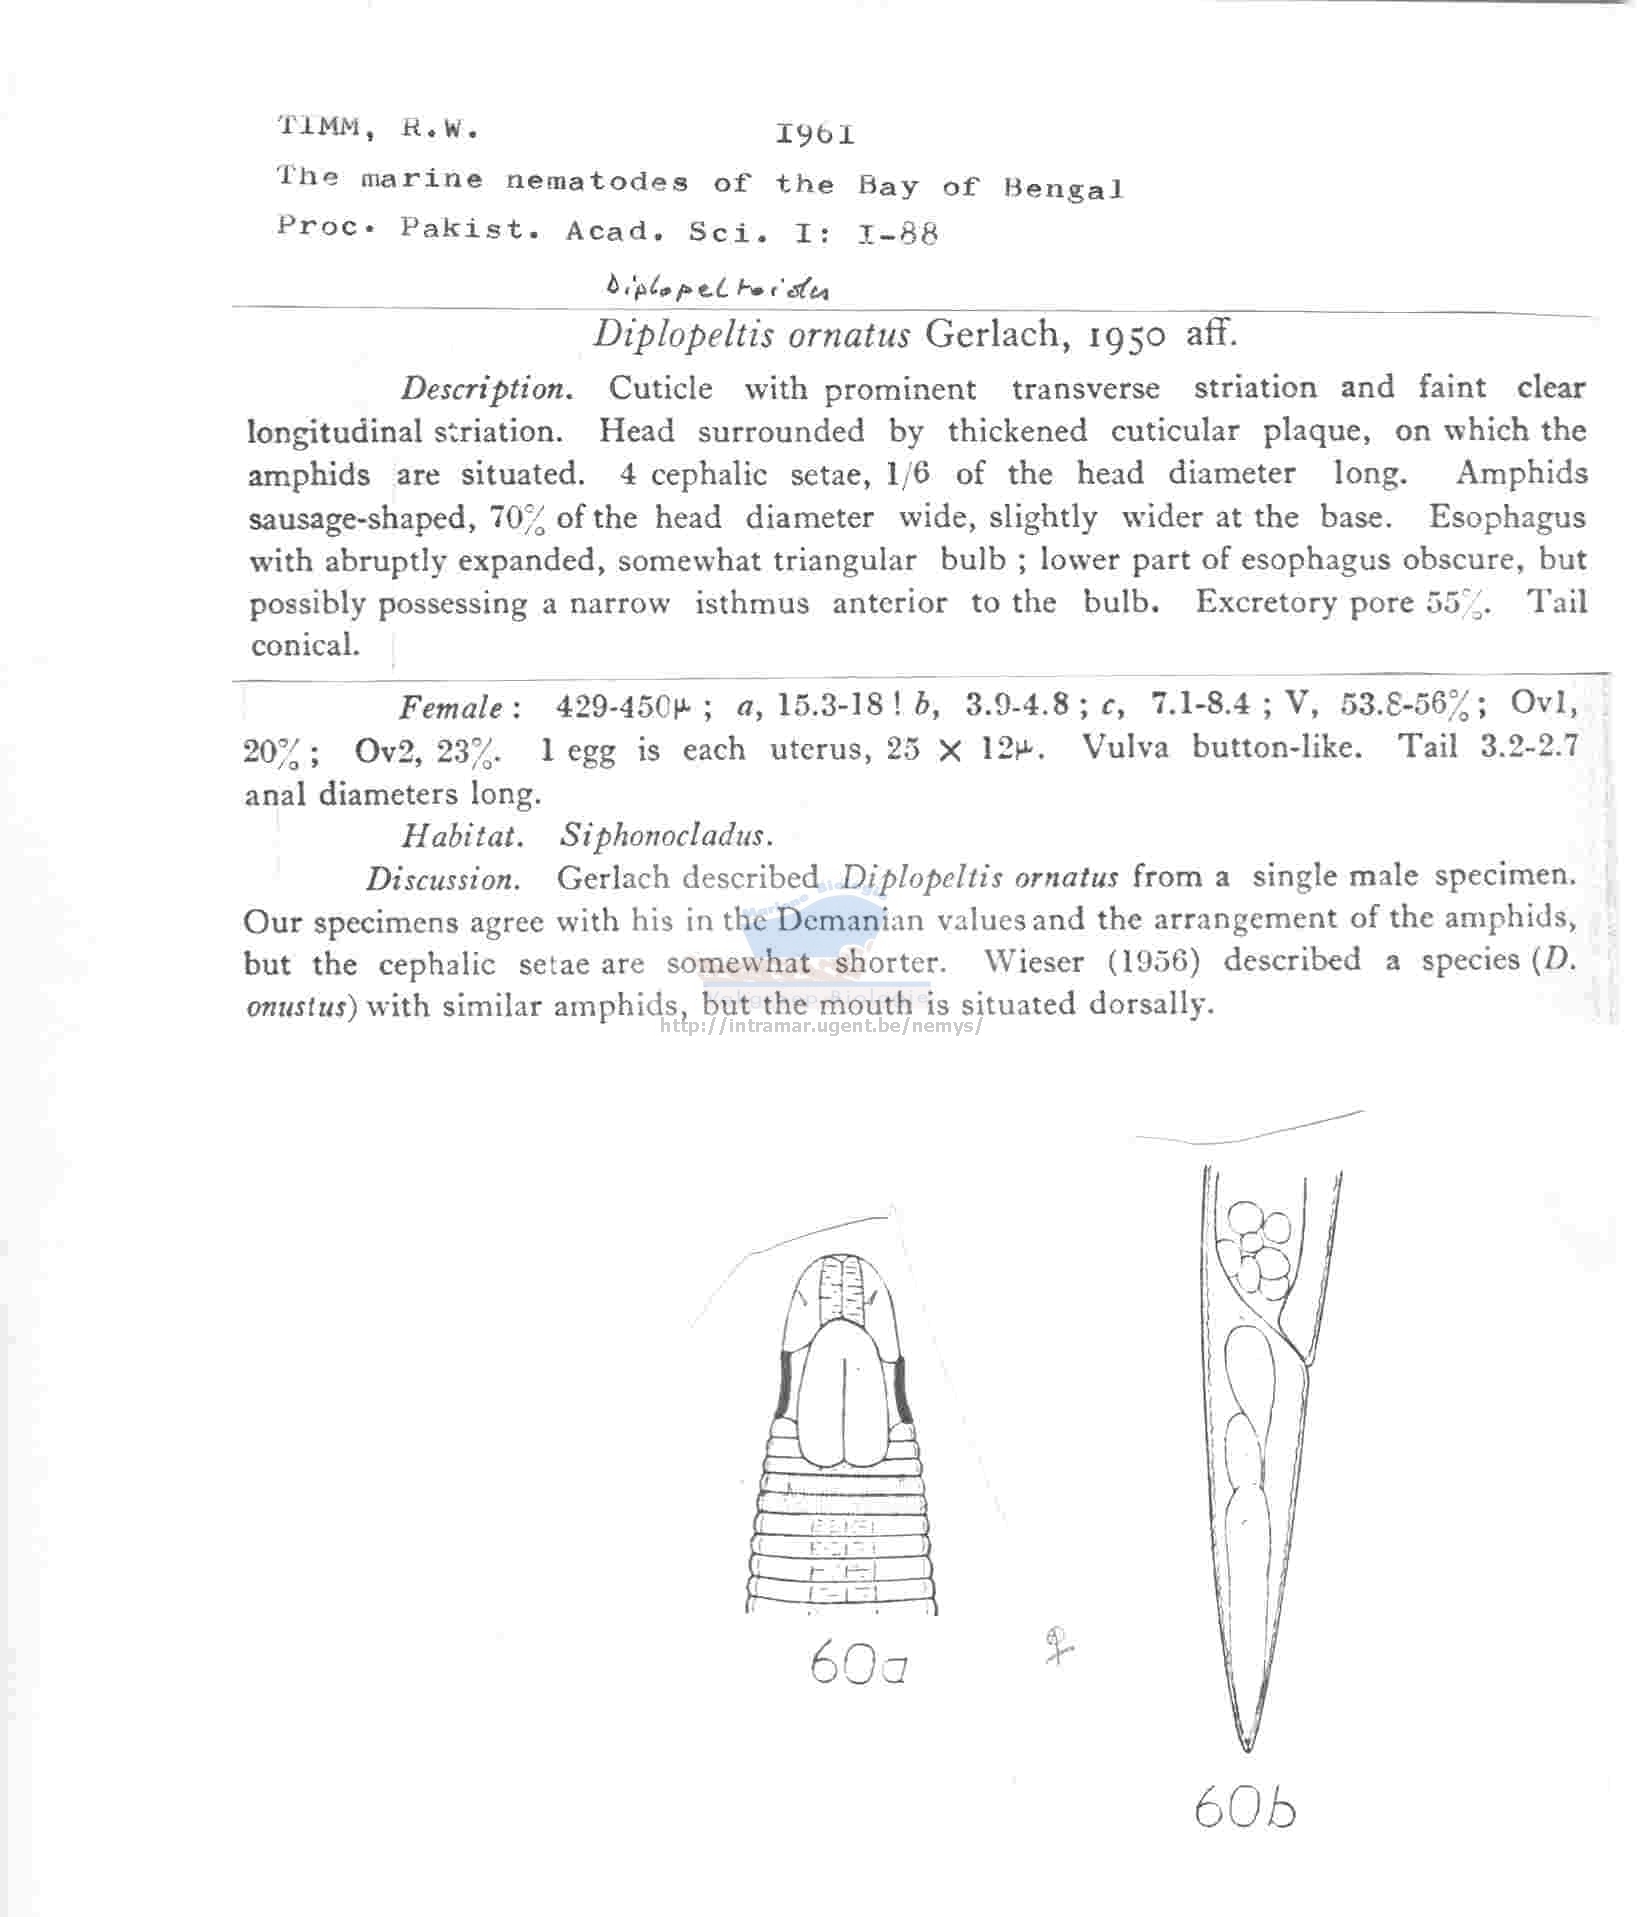 TIMM, R.W. I96I
The marine nematodes of the Bay of Bengal
Proc. Pakist. Acad. Sci. I: I-88
Diplopeltoides
Diplopeltis ornatus Gerlach, 1950 aff.
Description. Cuticle with prominent transverse striation and faint clear
longitudinal striation. Head surrounded by thickened cuticular plaque, on which the
amphids are situated. 4 cephalic setae, 1/6 of the head diameter long. Amphids
sausage-shaped, 70% of the head diameter wide, slightly wider at the base. Esophagus
with abruptly expanded, somewhat triangular bulb ; lower part of esophagus obscure, but
possibly possessing a narrow isthmus anterior to the bulb. Excretory pore 55%. Tail
conical.
Female : 429-450μ ; a, 15.3-18 ! b, 3.9-4.8 ; c, 7.1-8.4 ; V, 53.8-56% ; Ov1,
20% ; Ov2, 23%. 1 egg is each uterus, 25 × 12μ. Vulva button-like. Tail 3.2-2.7
anal diameters long.
Habitat. Siphonocladus.
Discussion. Gerlach described Diplopeltis ornatus from a single male specimen.
Our specimens agree with his in the Demanian values and the arrangement of the amphids,
but the cephalic setae are somewhat shorter. Wieser (1956) described a species (D.
onustus) with similar amphids, but the mouth is situated dorsally.
Mariene Biologie
Vakgroep Biologie
http://intramar.ugent.be/nemys/
60a
♀
60b